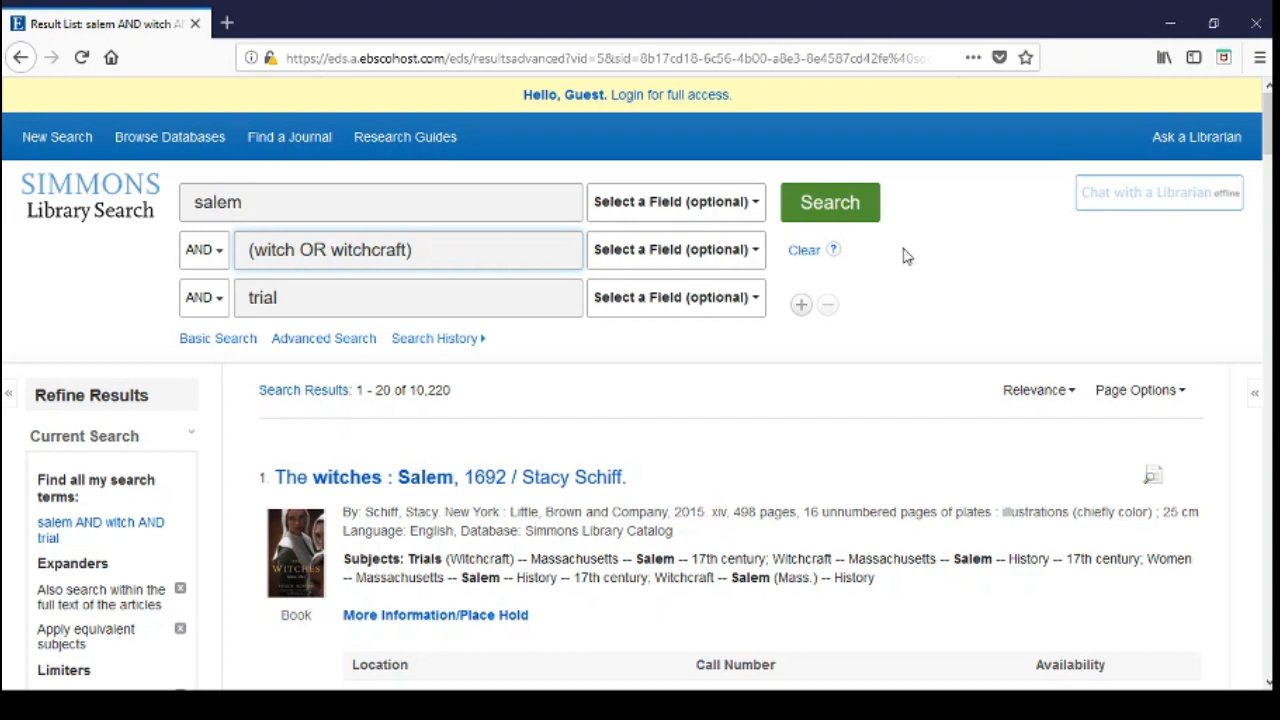 Result List: salem AND witch A
https://eds.a.ebscohost.com/eds/resultsadvanced?vid=5&sid=8b17cd18-6c56-4b00-a8e3-8e4587cd42fe%40s
Hello, Guest. Login for full access.
New Search Browse Databases Find a Journal Research Guides Ask a Librarian
SIMMONS
Library Search
salem Select a Field (optional) Search
Chat with a Librarian offline
AND (witch OR witchcraft) Select a Field (optional) Clear ?
AND trial Select a Field (optional)
Basic Search Advanced Search Search History
Refine Results
Search Results: 1 - 20 of 10,220 Relevance Page Options
Current Search
Find all my search
terms:
salem AND witch AND
trial
Expanders
Also search within the
full text of the articles
Apply equivalent
subjects
Limiters
1. The witches : Salem, 1692 / Stacy Schiff.
By: Schiff, Stacy. New York : Little, Brown and Company, 2015. xiv, 498 pages, 16 unnumbered pages of plates : illustrations (chiefly color) ; 25 cm
Language: English, Database: Simmons Library Catalog
Subjects: Trials (Witchcraft) -- Massachusetts -- Salem -- 17th century; Witchcraft -- Massachusetts -- Salem -- History -- 17th century; Women
-- Massachusetts -- Salem -- History -- 17th century; Witchcraft -- Salem (Mass.) -- History
WITCHES
Book
More Information/Place Hold
Location Call Number Availability